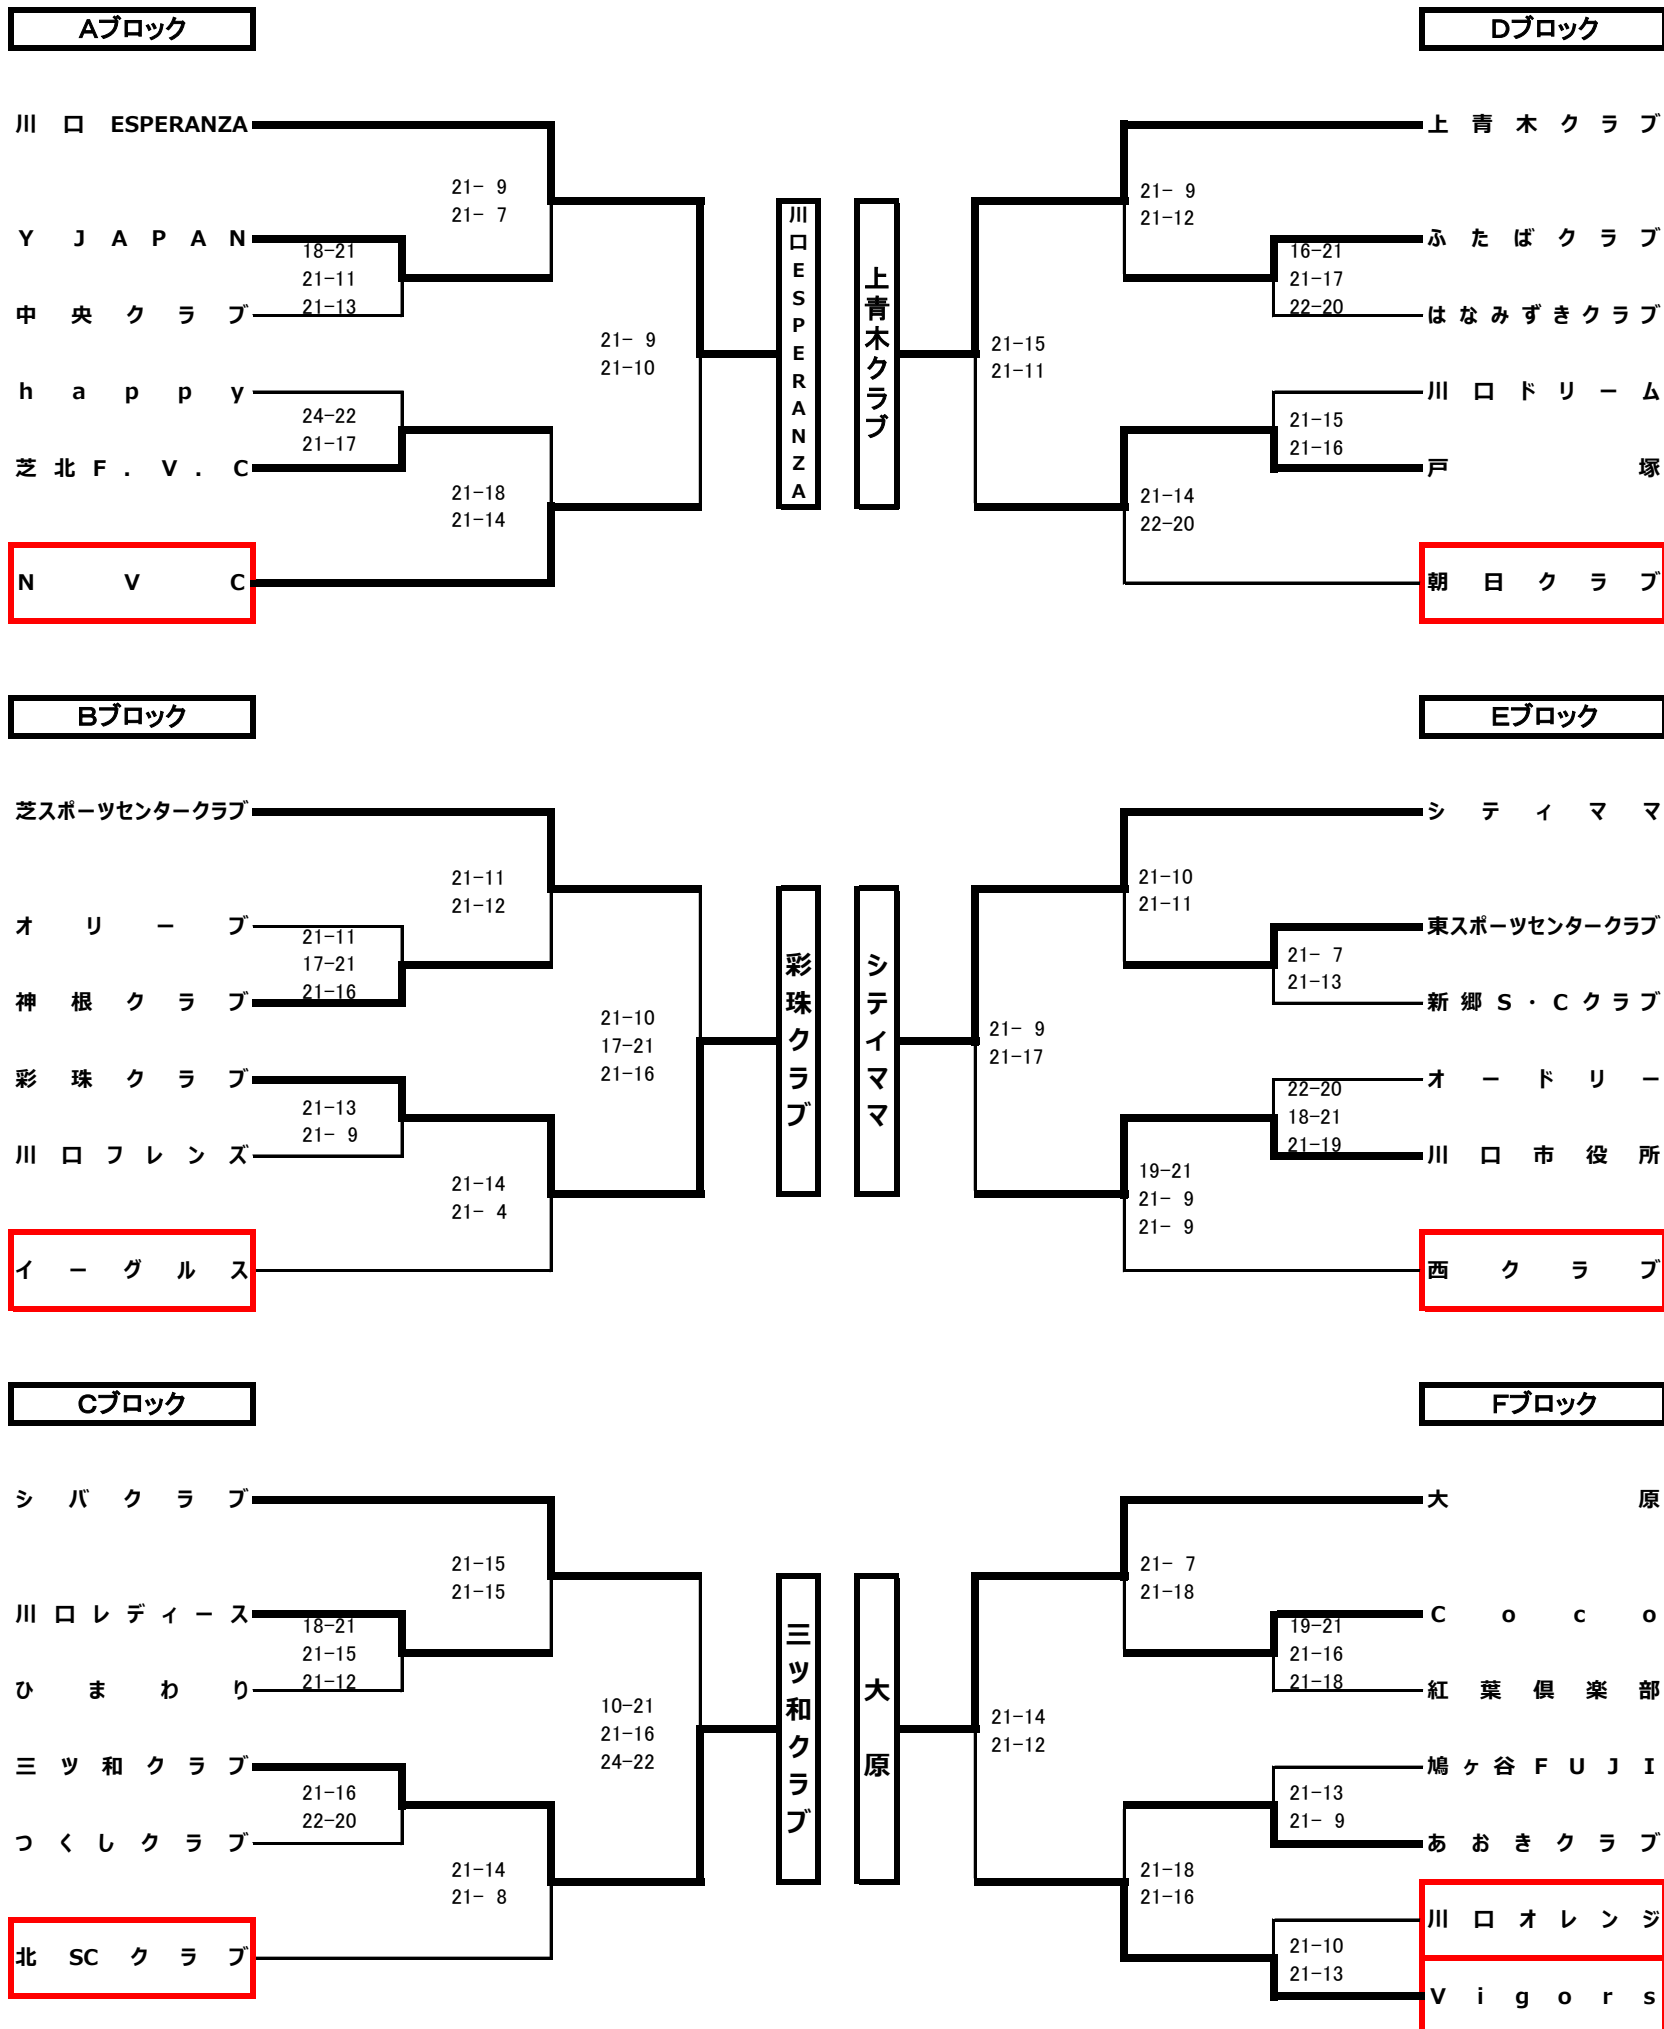 Aブロック
川口 ESPERANZA
21- 9
21- 7
Y JAPAN
18-21
21-11
21-13
中央クラブ
21- 9
21-10
happy
24-22
21-17
芝北F.V.C
21-18
21-14
NVC
川口ESPERANZA
Dブロック
上青木クラブ
21- 9
21-12
ふたばクラブ
16-21
21-17
22-20
はなみずきクラブ
21-15
21-11
川口ドリーム
21-15
21-16
戸塚
21-14
22-20
朝日クラブ
上青木クラブ
Bブロック
芝スポーツセンタークラブ
21-11
21-12
オリーブ
21-11
17-21
21-16
神根クラブ
21-10
17-21
21-16
彩珠クラブ
21-13
21- 9
川口フレンズ
21-14
21- 4
イーグルス
彩珠クラブ
Eブロック
シティママ
21-10
21-11
東スポーツセンタークラブ
21- 7
21-13
新郷S・Cクラブ
21- 9
21-17
オードリー
22-20
18-21
21-19
川口市役所
19-21
21- 9
21- 9
西クラブ
シティママ
Cブロック
シバクラブ
21-15
21-15
川口レディース
18-21
21-15
21-12
ひまわり
10-21
21-16
24-22
三ツ和クラブ
21-16
22-20
つくしクラブ
21-14
21- 8
北SCクラブ
三ツ和クラブ
Fブロック
大原
21- 7
21-18
Coco
19-21
21-16
21-18
紅葉倶楽部
21-14
21-12
鳩ヶ谷FUJI
21-13
21- 9
あおきクラブ
21-18
21-16
川口オレンジ
21-10
21-13
Vigors
大原